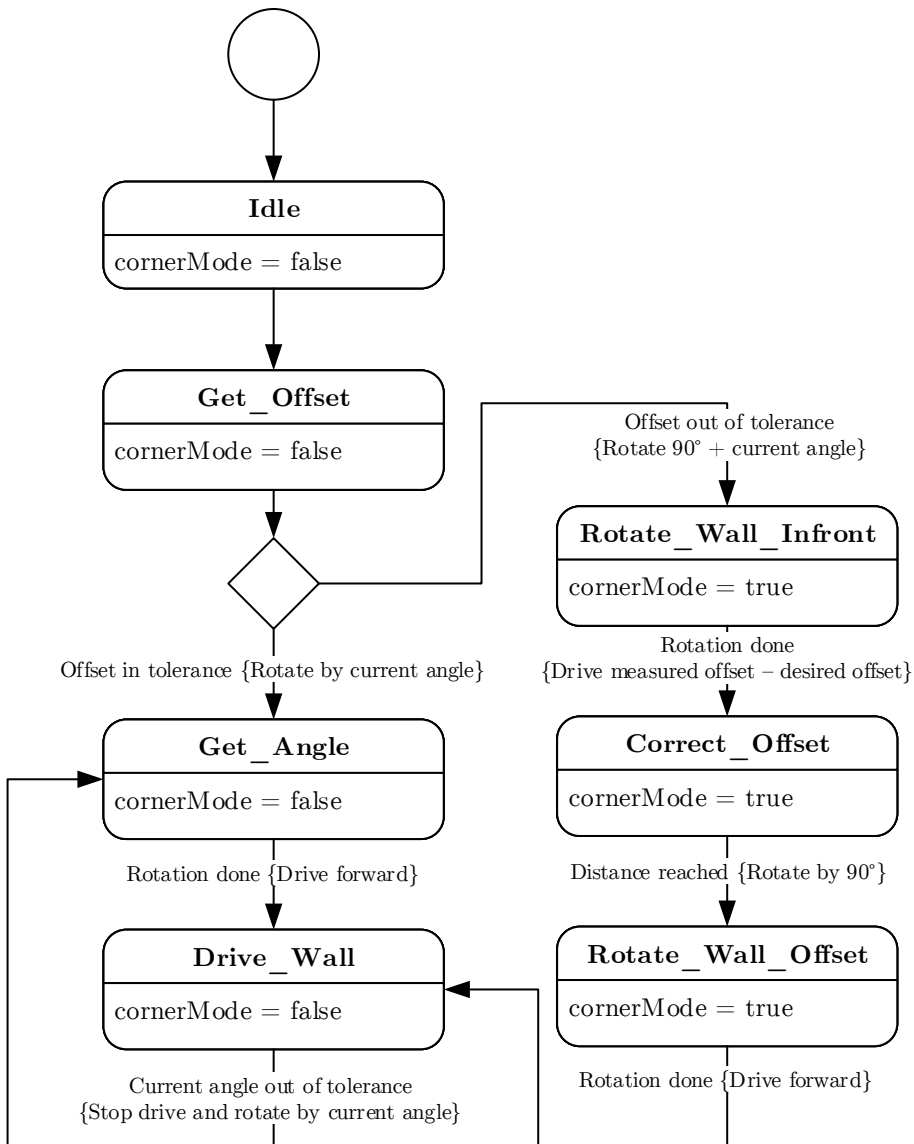 Idle
cornerMode = false
Get_Offset
cornerMode = false
Offset out of tolerance
{Rotate 90° + current angle}
Rotate_Wall_Infront
cornerMode = true
Rotation done
{Drive measured offset – desired offset}
Offset in tolerance {Rotate by current angle}
Get_Angle
cornerMode = false
Correct_Offset
cornerMode = true
Rotation done {Drive forward}
Distance reached {Rotate by 90°}
Drive_Wall
cornerMode = false
Rotate_Wall_Offset
cornerMode = true
Current angle out of tolerance
{Stop drive and rotate by current angle}
Rotation done {Drive forward}